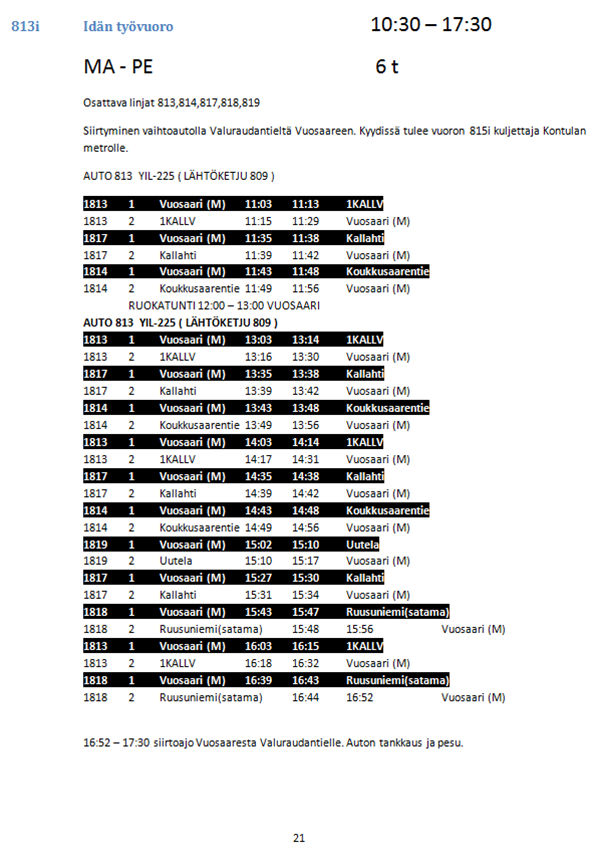 813i Idän työvuoro 10:30 – 17:30
MA - PE 6 t
Osattava linjat 813,814,817,818,819
Siirtyminen vaihtoautolla Valuraudantieltä Vuosaareen. Kyydissä tulee vuoron 815i kuljettaja Kontulan
metrolle.
AUTO 813 YIL-225 ( LÄHTÖKETJU 809 )
1813 1 Vuosaari (M) 11:03 11:13 1KALLV
1813 2 1KALLV 11:15 11:29 Vuosaari (M)
1817 1 Vuosaari (M) 11:35 11:38 Kallahti
1817 2 Kallahti 11:39 11:42 Vuosaari (M)
1814 1 Vuosaari (M) 11:43 11:48 Koukkusaarentie
1814 2 Koukkusaarentie 11:49 11:56 Vuosaari (M)
RUOKATUNTI 12:00 – 13:00 VUOSAARI
AUTO 813 YIL-225 ( LÄHTÖKETJU 809 )
1813 1 Vuosaari (M) 13:03 13:14 1KALLV
1813 2 1KALLV 13:16 13:30 Vuosaari (M)
1817 1 Vuosaari (M) 13:35 13:38 Kallahti
1817 2 Kallahti 13:39 13:42 Vuosaari (M)
1814 1 Vuosaari (M) 13:43 13:48 Koukkusaarentie
1814 2 Koukkusaarentie 13:49 13:56 Vuosaari (M)
1813 1 Vuosaari (M) 14:03 14:14 1KALLV
1813 2 1KALLV 14:17 14:31 Vuosaari (M)
1817 1 Vuosaari (M) 14:35 14:38 Kallahti
1817 2 Kallahti 14:39 14:42 Vuosaari (M)
1814 1 Vuosaari (M) 14:43 14:48 Koukkusaarentie
1814 2 Koukkusaarentie 14:49 14:56 Vuosaari (M)
1819 1 Vuosaari (M) 15:02 15:10 Uutela
1819 2 Uutela 15:10 15:17 Vuosaari (M)
1817 1 Vuosaari (M) 15:27 15:30 Kallahti
1817 2 Kallahti 15:31 15:34 Vuosaari (M)
1818 1 Vuosaari (M) 15:43 15:47 Ruusuniemi(satama)
1818 2 Ruusuniemi(satama) 15:48 15:56 Vuosaari (M)
1813 1 Vuosaari (M) 16:03 16:15 1KALLV
1813 2 1KALLV 16:18 16:32 Vuosaari (M)
1818 1 Vuosaari (M) 16:39 16:43 Ruusuniemi(satama)
1818 2 Ruusuniemi(satama) 16:44 16:52 Vuosaari (M)
16:52 – 17:30 siirtoajo Vuosaaresta Valuraudantielle. Auton tankkaus ja pesu.
21